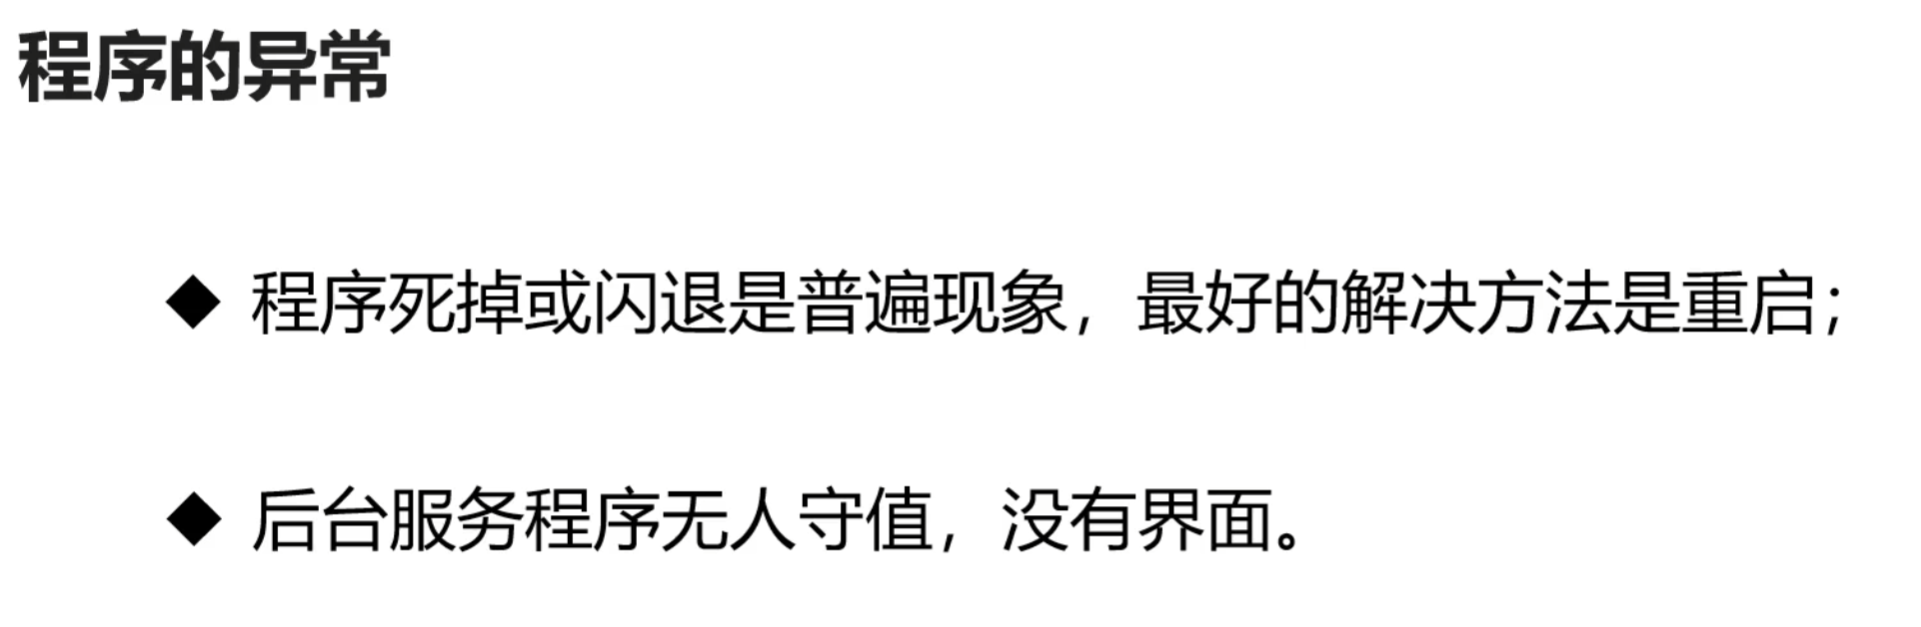 程序的异常
◆ 程序死掉或闪退是普遍现象，最好的解决方法是重启；
◆ 后台服务程序无人守值，没有界面。